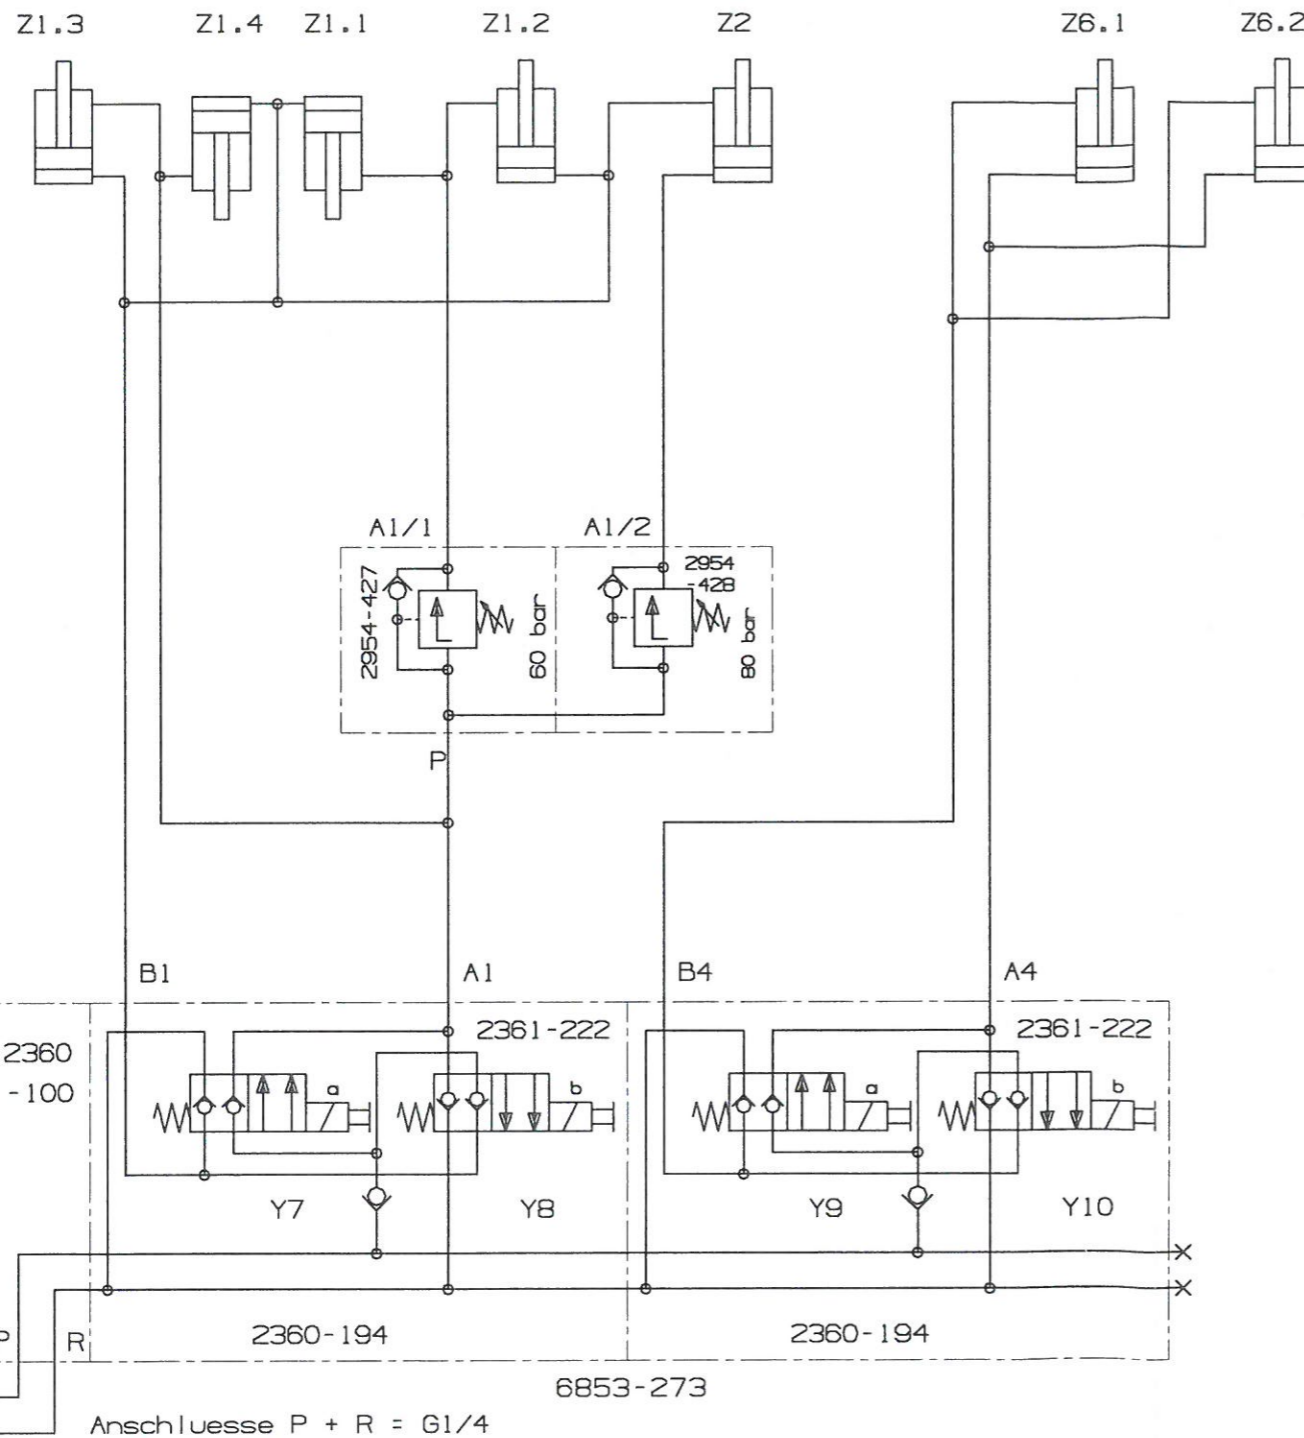 Z1.3 Z1.4 Z1.1 Z1.2 Z2 Z6.1 Z6.2
A1/1 A1/2
2954-427
60 bar
2954
-428
80 bar
P
B1 A1 B4 A4
2360
-100
2361-222 2361-222
a b a b
Y7 Y8 Y9 Y10
P R 2360-194 2360-194
6853-273
Anschluesse P + R = G1/4